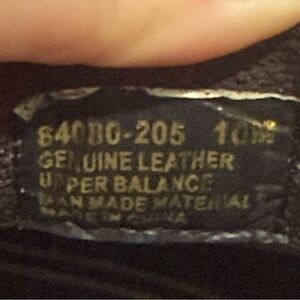 64080-205 10M
GENUINE LEATHER
UPPER BALANCE
MAN MADE MATERIAL
MADE IN CHINA